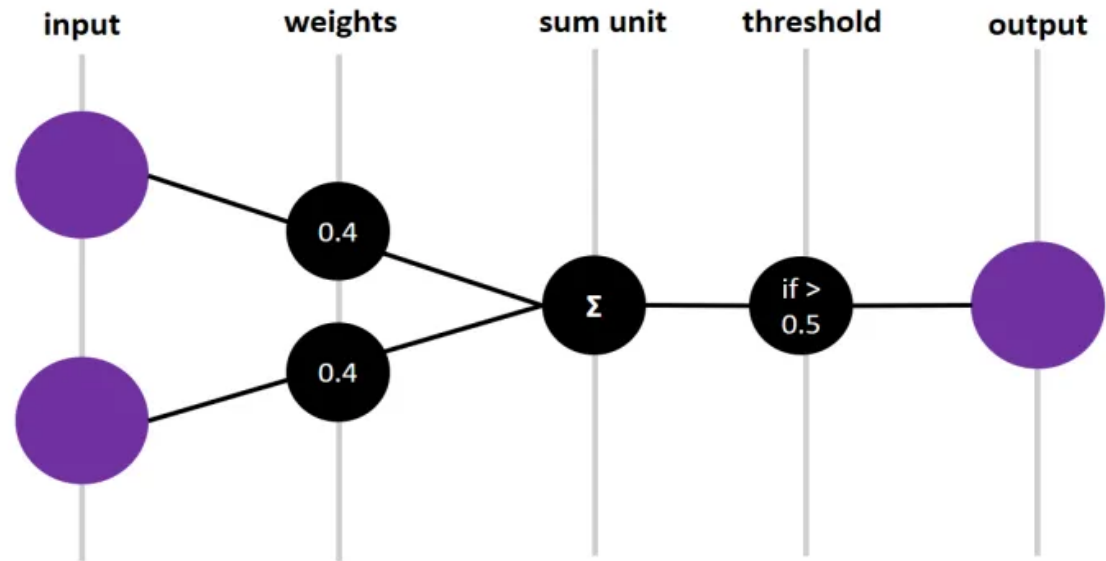 input
weights
sum unit
threshold
output
0.4
0.4
Σ
if >
0.5